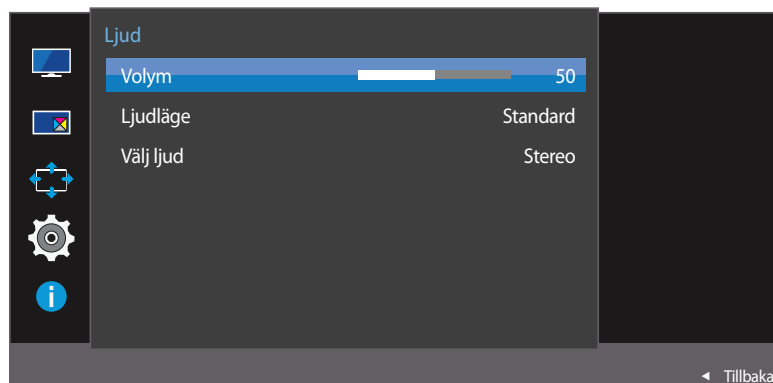 Ljud
Volym 50
Ljudläge Standard
Välj ljud Stereo
Tillbaka